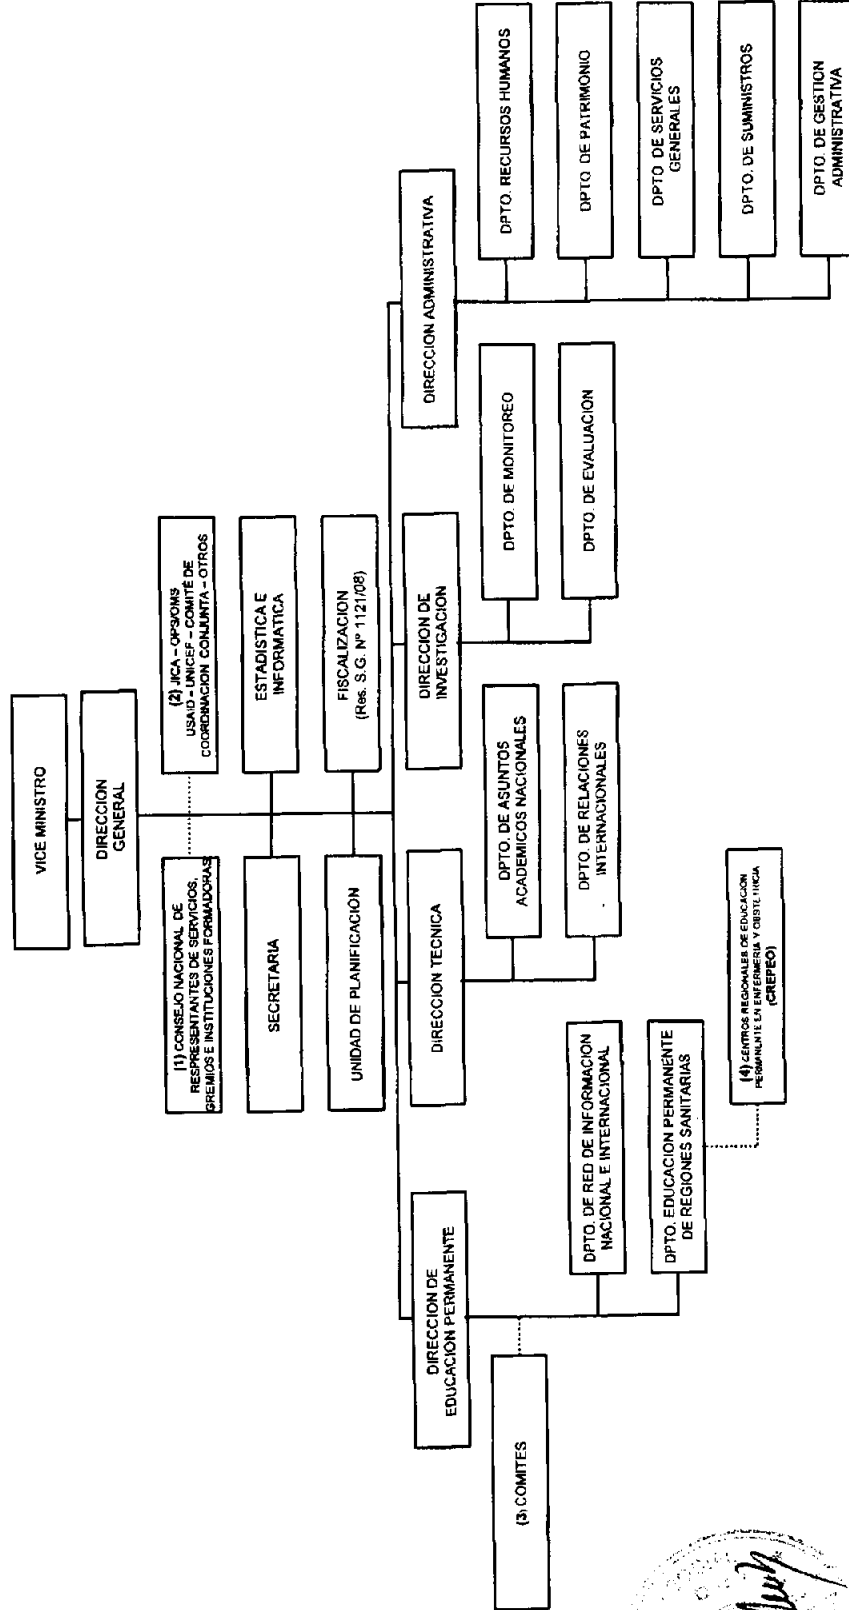 VICE MINISTRO
DIRECCION
GENERAL
(1) CONSEJO NACIONAL DE
RESPRESENTANTES DE SERVICIOS,
GREMIOS E INSTITUCIONES FORMADORAS
(2) JICA – OPS/OMS
USAID – UNICEF – COMITÉ DE
COORDINACION CONJUNTA – OTROS
SECRETARIA
ESTADISTICA E
INFORMATICA
UNIDAD DE PLANIFICACIÓN
FISCALIZACION
(Res. S.G. Nº 1121/08)
DIRECCION DE
EDUCACION PERMANENTE
DIRECCION TECNICA
DIRECCION DE
INVESTIGACION
DIRECCION ADMINISTRATIVA
(3) COMITES
DPTO. DE RED DE INFORMACION
NACIONAL E INTERNACIONAL
DPTO. EDUCACION PERMANENTE
DE REGIONES SANITARIAS
(4) CENTROS REGIONALES DE EDUCACION
PERMANENTE EN ENFERMERIA Y OBSTETRICIA
(CREPEO)
DPTO. DE ASUNTOS
ACADEMICOS NACIONALES
DPTO. DE RELACIONES
INTERNACIONALES
DPTO. DE MONITOREO
DPTO. DE EVALUACION
DPTO. RECURSOS HUMANOS
DPTO DE PATRIMONIO
DPTO DE SERVICIOS
GENERALES
DPTO. DE SUMINISTROS
DPTO. DE GESTION
ADMINISTRATIVA